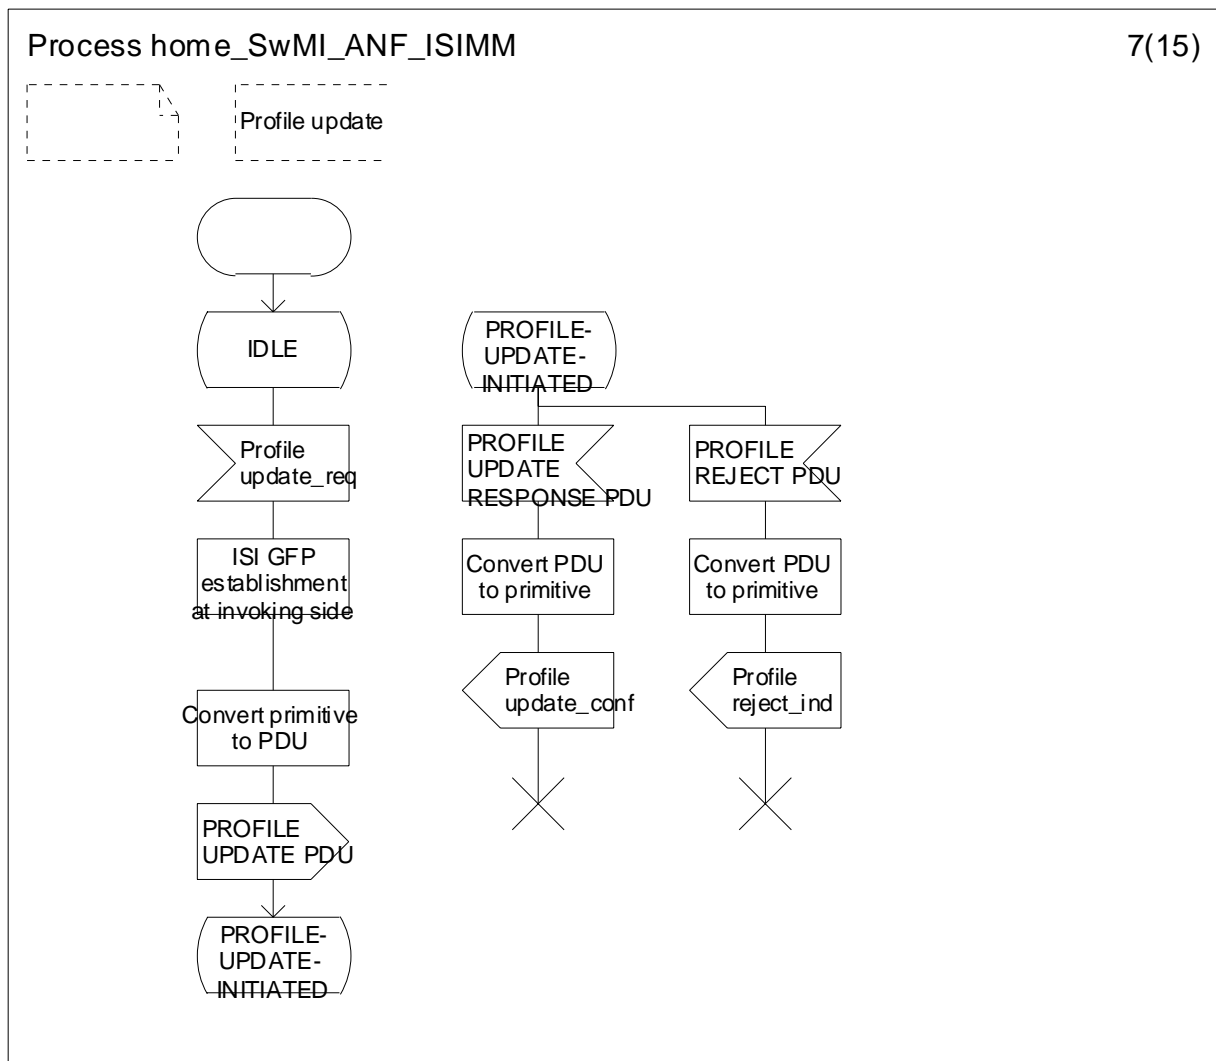 Process home_SwMI_ANF_ISIMM
7(15)
Profile update
IDLE
Profile
update_req
ISI GFP
establishment
at invoking side
Convert primitive
to PDU
PROFILE
UPDATE PDU
PROFILE-
UPDATE-
INITIATED
PROFILE-
UPDATE-
INITIATED
PROFILE
UPDATE
RESPONSE PDU
Convert PDU
to primitive
Profile
update_conf
PROFILE
REJECT PDU
Convert PDU
to primitive
Profile
reject_ind